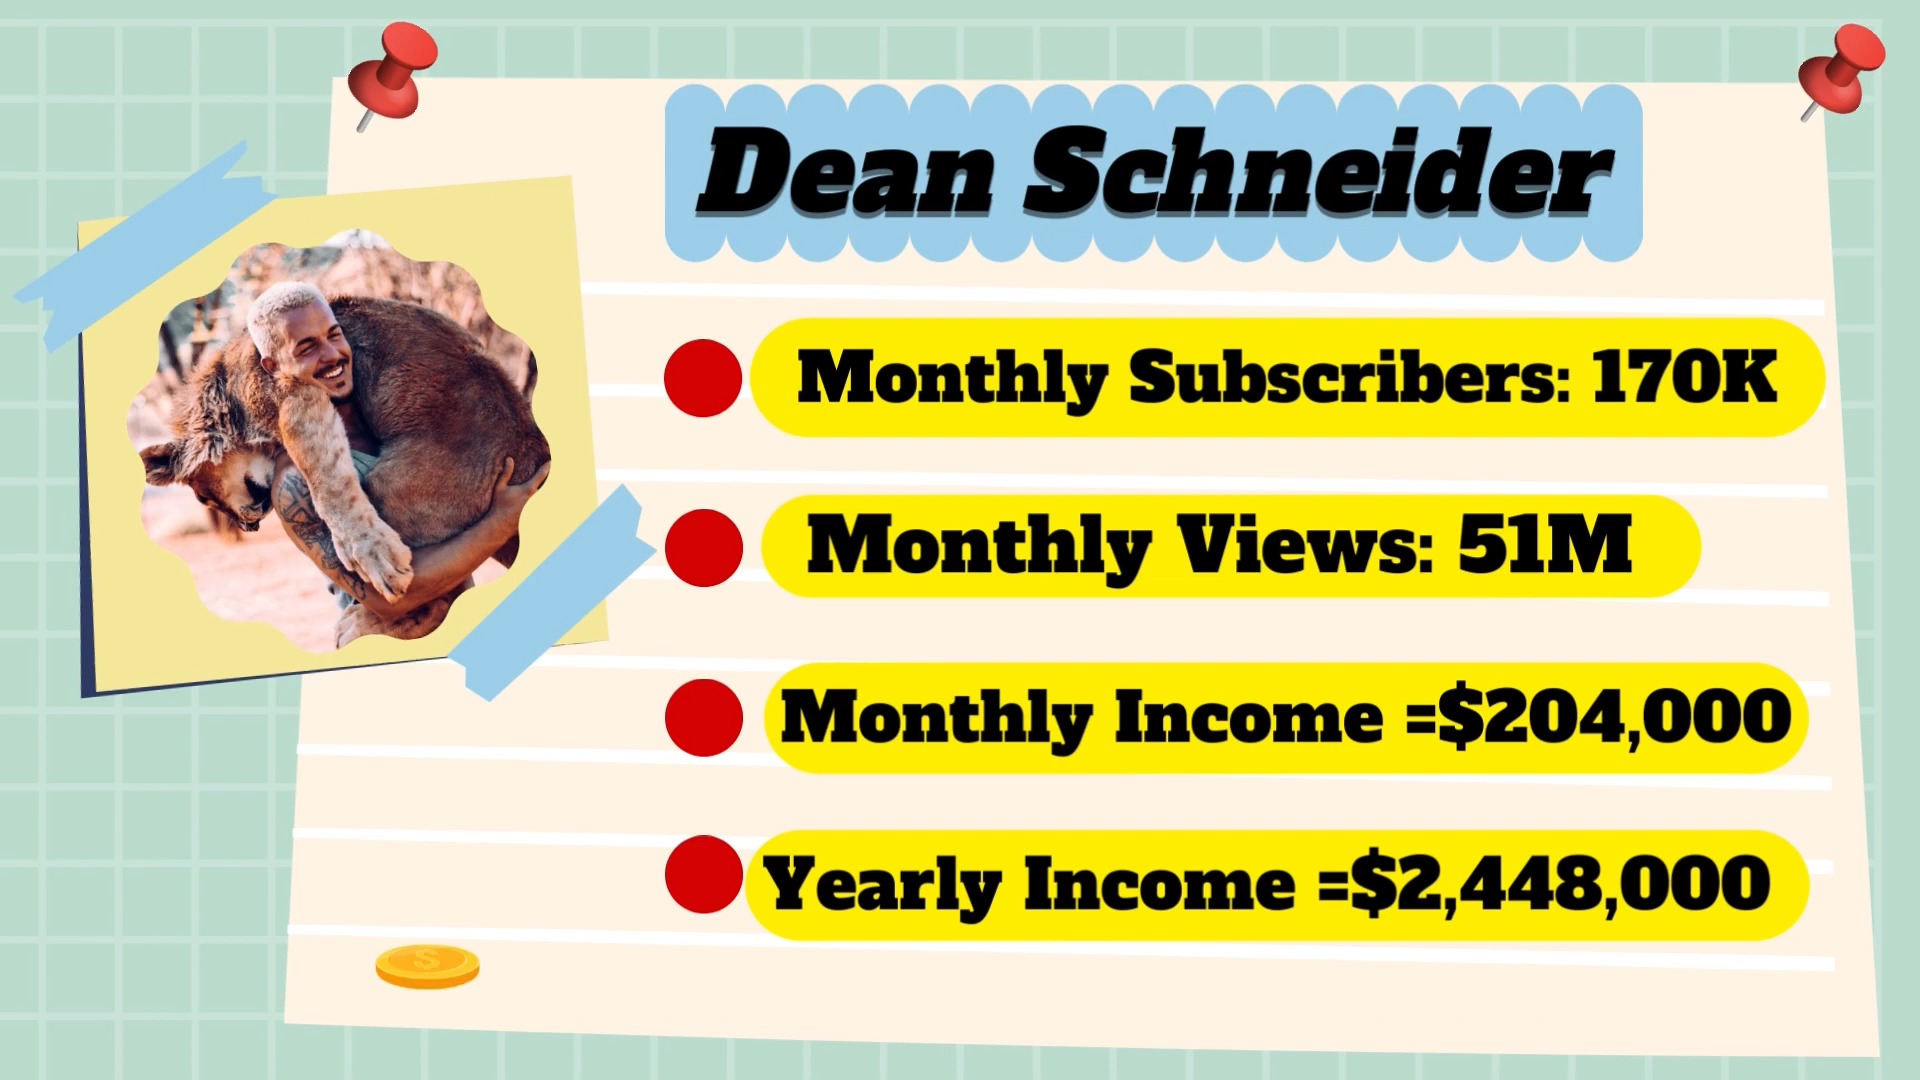 Dean Schneider
Monthly Subscribers: 170K
Monthly Views: 51M
Monthly Income =$204,000
Yearly Income =$2,448,000
$